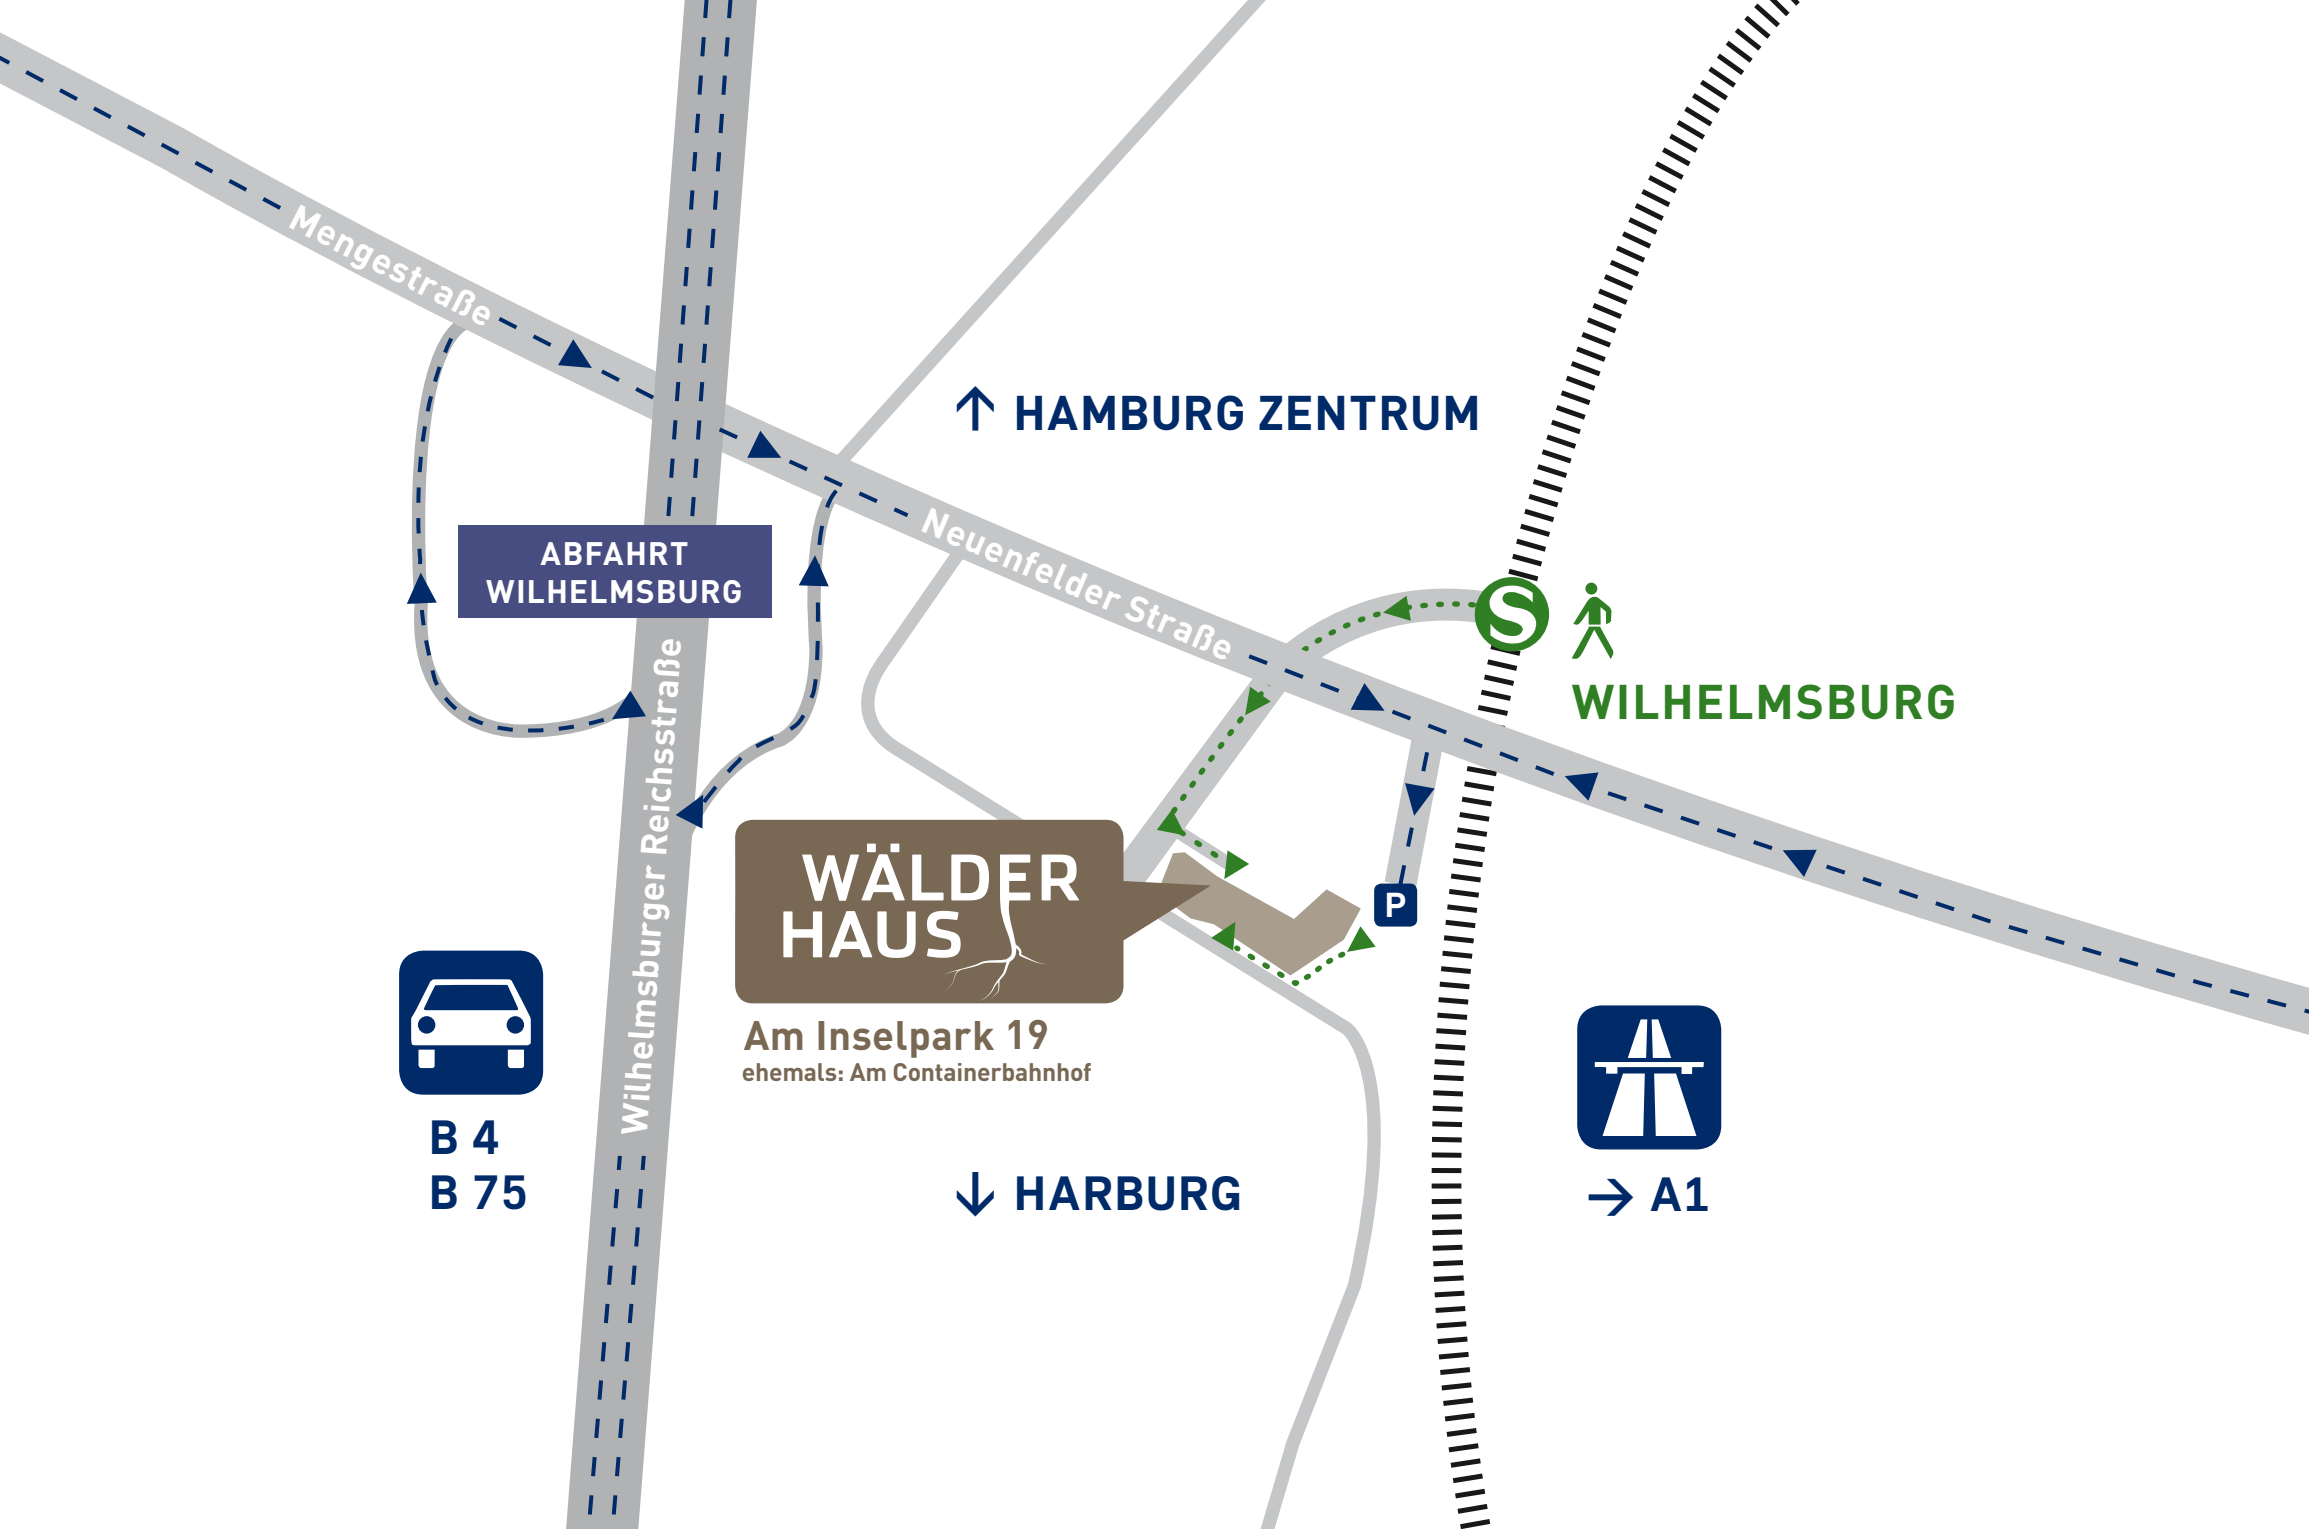 Mengestraße
HAMBURG ZENTRUM
Neuenfelder Straße
ABFAHRT
WILHELMSBURG
S
WILHELMSBURG
Wilhelmsburger Reichsstraße
WÄLDER
HAUS
P
Am Inselpark 19
ehemals: Am Containerbahnhof
B 4
B 75
HARBURG
A1